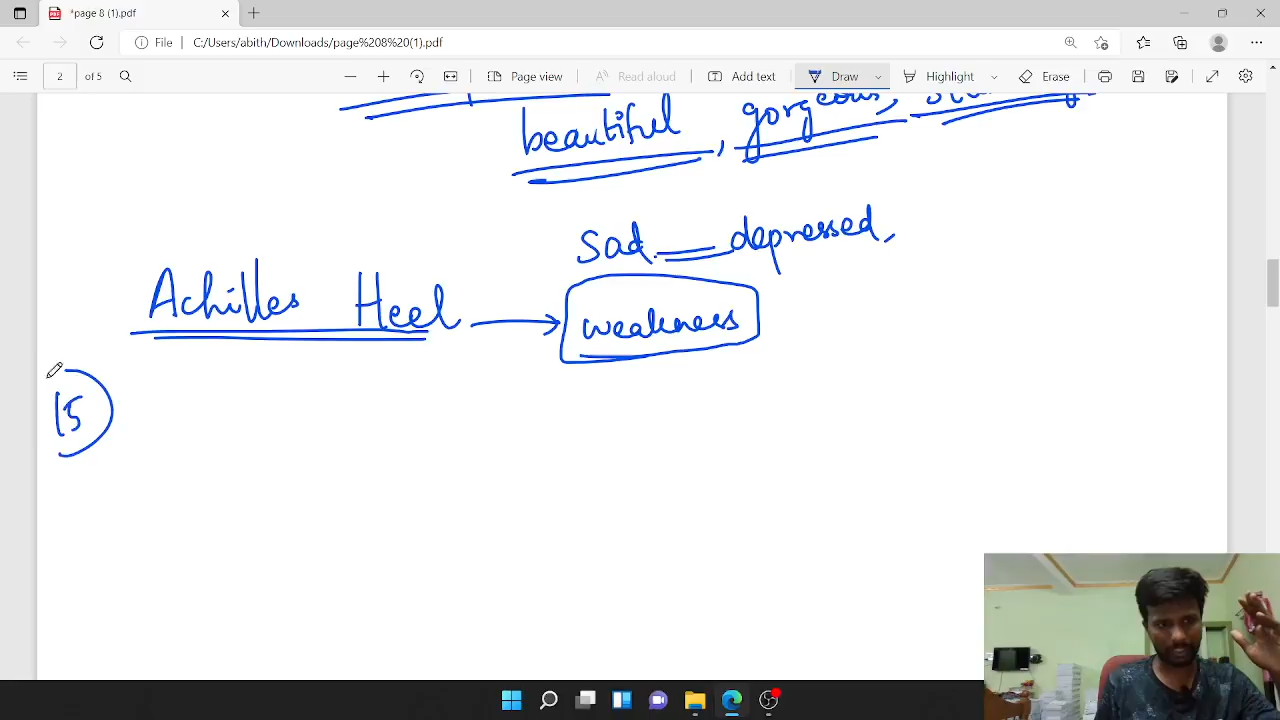 *page 8 (1).pdf
File C:/Users/abith/Downloads/page%208%20(1).pdf
2 of 5 Page view Read aloud Add text Draw Highlight Erase
beautiful, gorgeous,
Sad depressed,
Achilles Heel → weakness
15